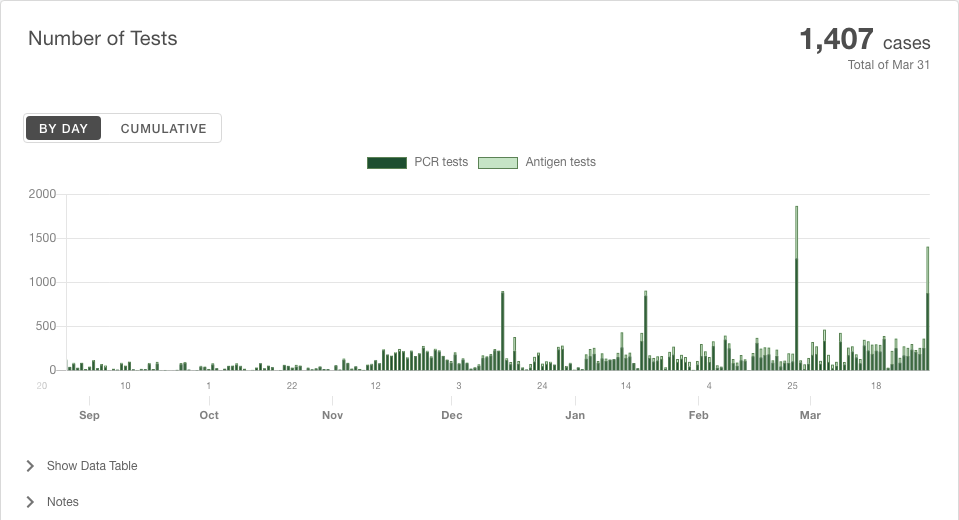 Number of Tests
1,407 cases
Total of Mar 31
BY DAY CUMULATIVE
PCR tests Antigen tests
2000
1500
1000
500
0
20 10 1 22 12 3 24 14 4 25 18
Sep Oct Nov Dec Jan Feb Mar
Show Data Table
Notes